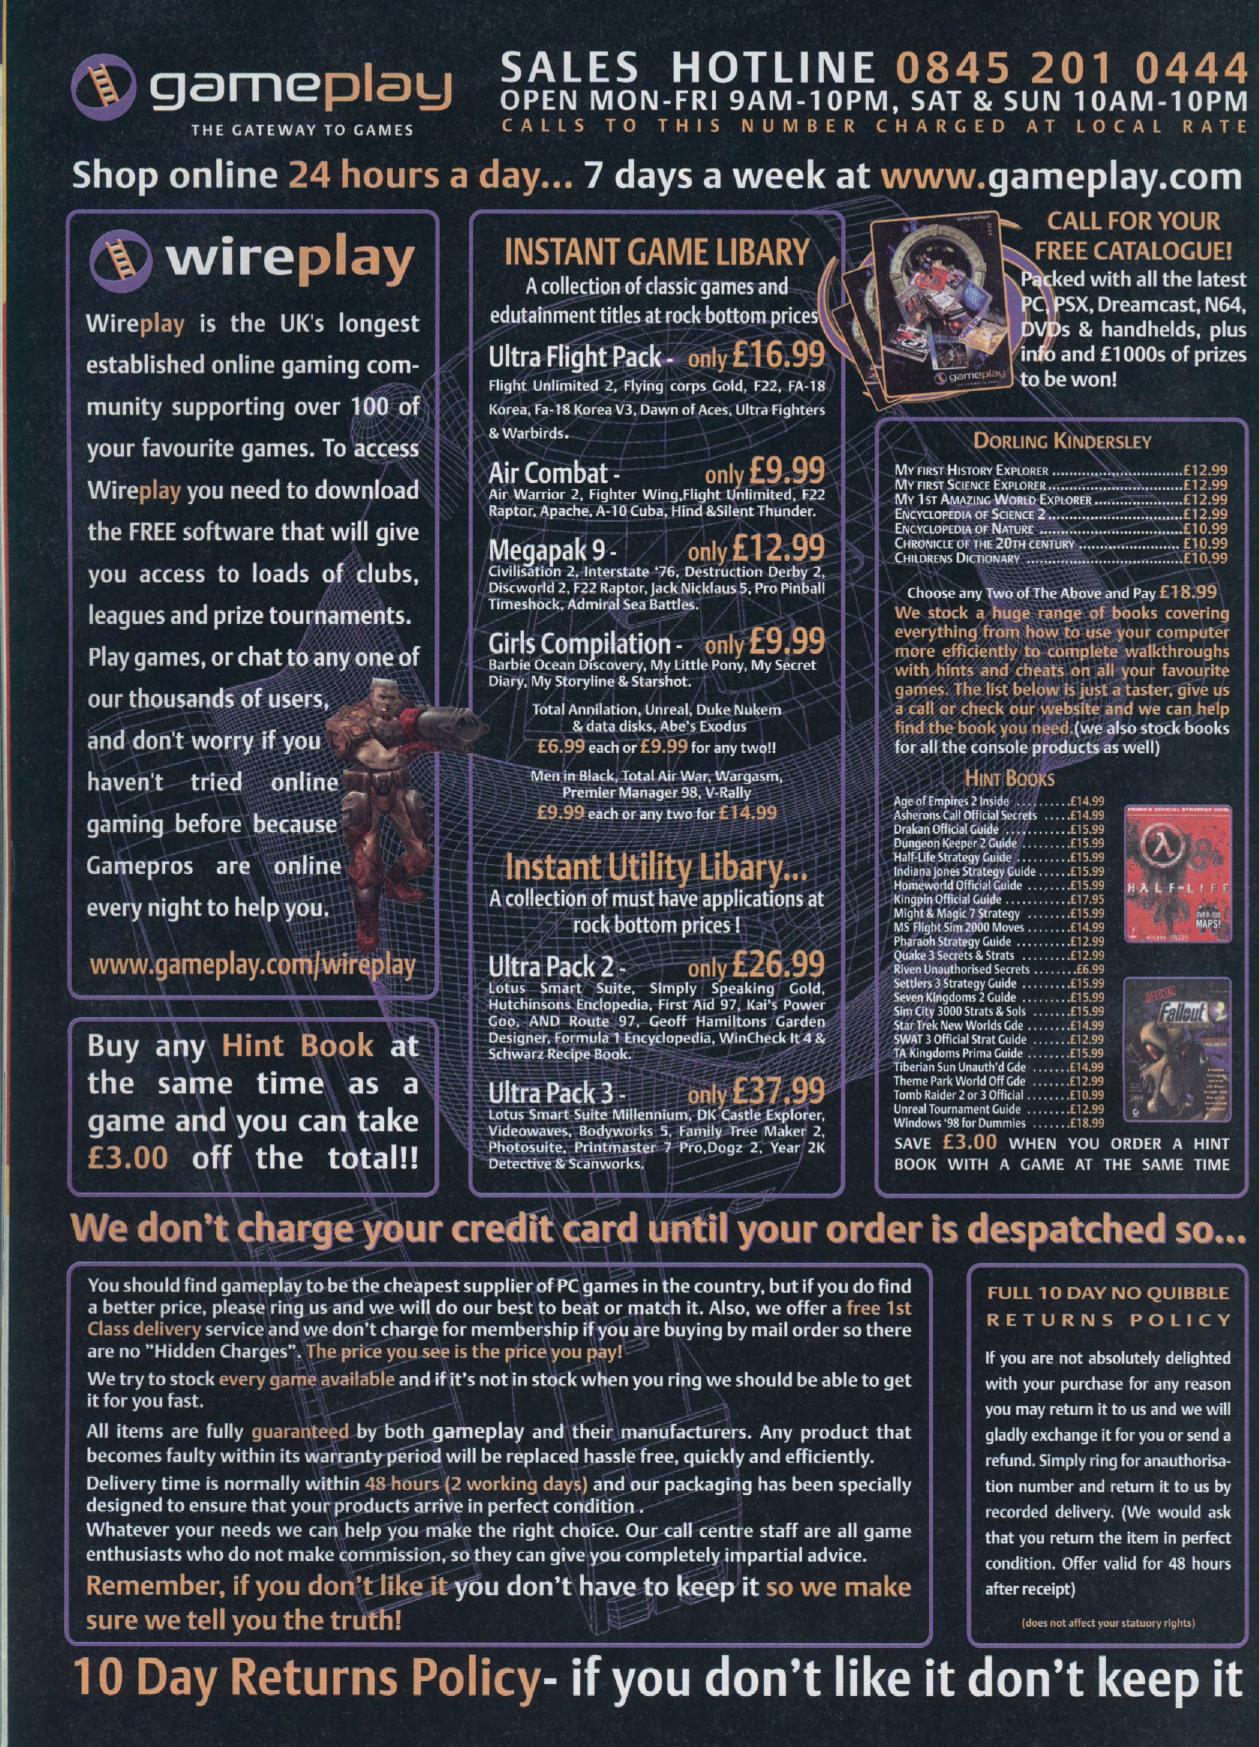 gameplay
THE GATEWAY TO GAMES
SALES HOTLINE 0845 201 0444
OPEN MON-FRI 9AM-10PM, SAT & SUN 10AM-10PM
CALLS TO THIS NUMBER CHARGED AT LOCAL RATE
Shop online 24 hours a day... 7 days a week at www.gameplay.com
wireplay
Wireplay is the UK's longest
established online gaming com-
munity supporting over 100 of
your favourite games. To access
Wireplay you need to download
the FREE software that will give
you access to loads of clubs,
leagues and prize tournaments.
Play games, or chat to any one of
our thousands of users,
and don't worry if you
haven't tried online
gaming before because
Gamepros are online
every night to help you.
www.gameplay.com/wireplay
Buy any Hint Book at
the same time as a
game and you can take
£3.00 off the total!!
INSTANT GAME LIBARY
A collection of classic games and
edutainment titles at rock bottom prices
Ultra Flight Pack - only £16.99
Flight Unlimited 2, Flying corps Gold, F22, FA-18
Korea, Fa-18 Korea V3, Dawn of Aces, Ultra Fighters
& Warbirds.
Air Combat - only £9.99
Air Warrior 2, Fighter Wing,Flight Unlimited, F22
Raptor, Apache, A-10 Cuba, Hind &Silent Thunder.
Megapak 9 - only £12.99
Civilisation 2, Interstate '76, Destruction Derby 2,
Discworld 2, F22 Raptor, Jack Nicklaus 5, Pro Pinball
Timeshock, Admiral Sea Battles.
Girls Compilation - only £9.99
Barbie Ocean Discovery, My Little Pony, My Secret
Diary, My Storyline & Starshot.
Total Annilation, Unreal, Duke Nukem
& data disks, Abe's Exodus
£6.99 each or £9.99 for any two!!
Men in Black, Total Air War, Wargasm,
Premier Manager 98, V-Rally
£9.99 each or any two for £14.99
Instant Utility Libary...
A collection of must have applications at
rock bottom prices !
Ultra Pack 2 - only £26.99
Lotus Smart Suite, Simply Speaking Gold,
Hutchinsons Enclopedia, First Aid 97, Kai's Power
Goo, AND Route 97, Geoff Hamiltons Garden
Designer, Formula 1 Encyclopedia, WinCheck It 4 &
Schwarz Recipe Book.
Ultra Pack 3 - only £37.99
Lotus Smart Suite Millennium, DK Castle Explorer,
Videowaves, Bodyworks 5, Family Tree Maker 2,
Photosuite, Printmaster 7 Pro,Dogz 2, Year 2K
Detective & Scanworks.
gameplay
CALL FOR YOUR
FREE CATALOGUE!
Packed with all the latest
PC, PSX, Dreamcast, N64,
DVDs & handhelds, plus
info and £1000s of prizes
to be won!
DORLING KINDERSLEY
MY FIRST HISTORY EXPLORER ..............................£12.99
MY FIRST SCIENCE EXPLORER..............................£12.99
MY 1ST AMAZING WORLD EXPLORER....................£12.99
ENCYCLOPEDIA OF SCIENCE 2..............................£12.99
ENCYCLOPEDIA OF NATURE ................................£10.99
CHRONICLE OF THE 20TH CENTURY ...................... £10.99
CHILDRENS DICTIONARY ...................................£10.99
Choose any Two of The Above and Pay £18.99
We stock a huge range of books covering
everything from how to use your computer
more efficiently to complete walkthroughs
with hints and cheats on all your favourite
games. The list below is just a taster, give us
a call or check our website and we can help
find the book you need.(we also stock books
for all the console products as well)
HINT BOOKS
Age of Empires 2 Inside ..........£14.99
Asherons Call Official Secrets .....£14.99
Drakan Official Guide ............£15.99
Dungeon Keeper 2 Guide .........£15.99
Half-Life Strategy Guide ..........£15.99
Indiana Jones Strategy Guide ......£15.99
Homeworld Official Guide ........£15.99
Kingpin Official Guide ...........£17.95
Might & Magic 7 Strategy ........£15.99
MS Flight Sim 2000 Moves .......£14.99
Pharaoh Strategy Guide ..........£12.99
Quake 3 Secrets & Strats .........£12.99
Riven Unauthorised Secrets ........£6.99
Settlers 3 Strategy Guide .........£15.99
Seven Kingdoms 2 Guide ........£15.99
Sim City 3000 Strats & Sols .......£15.99
Star Trek New Worlds Gde ........£14.99
SWAT 3 Official Strat Guide .......£12.99
TA Kingdoms Prima Guide ........£15.99
Tiberian Sun Unauth'd Gde .......£14.99
Theme Park World Off Gde .......£12.99
Tomb Raider 2 or 3 Official ........£10.99
Unreal Tournament Guide ........£12.99
Windows '98 for Dummies .......£18.99
PRIMA'S OFFICIAL STRATEGY GUIDE
HALF-LIFE
OVER 100
MAPS!
Fallout 2
SAVE £3.00 WHEN YOU ORDER A HINT
BOOK WITH A GAME AT THE SAME TIME
We don't charge your credit card until your order is despatched so...
You should find gameplay to be the cheapest supplier of PC games in the country, but if you do find
a better price, please ring us and we will do our best to beat or match it. Also, we offer a free 1st
Class delivery service and we don't charge for membership if you are buying by mail order so there
are no "Hidden Charges". The price you see is the price you pay!
We try to stock every game available and if it's not in stock when you ring we should be able to get
it for you fast.
All items are fully guaranteed by both gameplay and their manufacturers. Any product that
becomes faulty within its warranty period will be replaced hassle free, quickly and efficiently.
Delivery time is normally within 48 hours (2 working days) and our packaging has been specially
designed to ensure that your products arrive in perfect condition .
Whatever your needs we can help you make the right choice. Our call centre staff are all game
enthusiasts who do not make commission, so they can give you completely impartial advice.
Remember, if you don't like it you don't have to keep it so we make
sure we tell you the truth!
FULL 10 DAY NO QUIBBLE
RETURNS POLICY
If you are not absolutely delighted
with your purchase for any reason
you may return it to us and we will
gladly exchange it for you or send a
refund. Simply ring for anauthorisa-
tion number and return it to us by
recorded delivery. (We would ask
that you return the item in perfect
condition. Offer valid for 48 hours
after receipt)
(does not affect your statuory rights)
10 Day Returns Policy- if you don't like it don't keep it